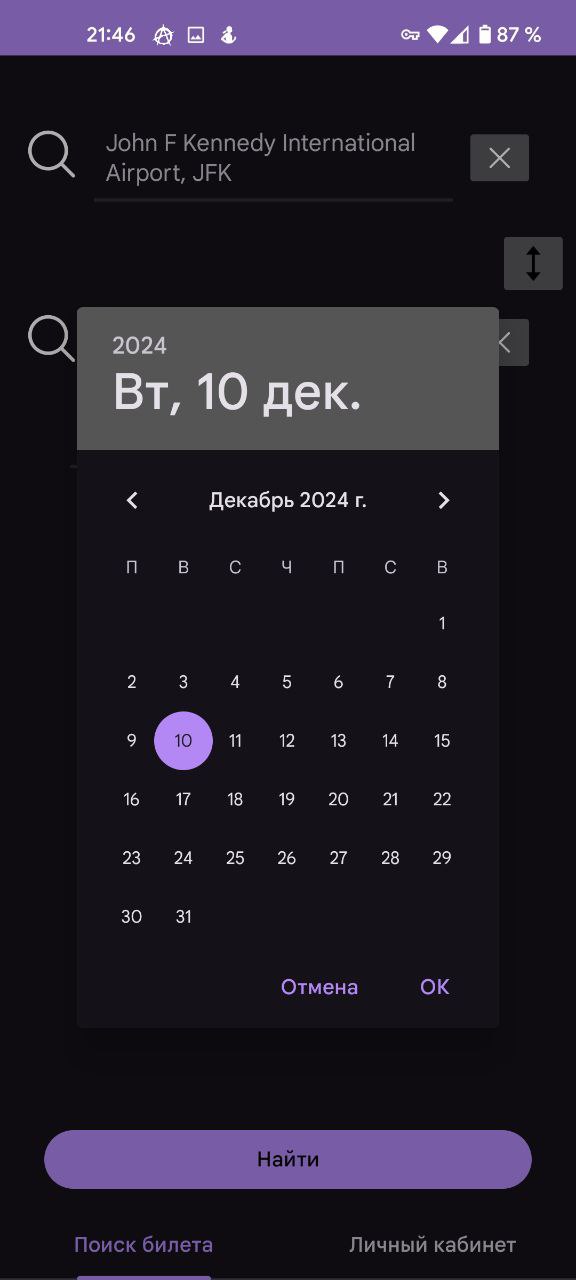 21:46 87 %
John F Kennedy International
Airport, JFK
2024
Вт, 10 дек.
Декабрь 2024 г.
П В С Ч П С В
1
2 3 4 5 6 7 8
9 10 11 12 13 14 15
16 17 18 19 20 21 22
23 24 25 26 27 28 29
30 31
Отмена ОК
Найти
Поиск билета Личный кабинет